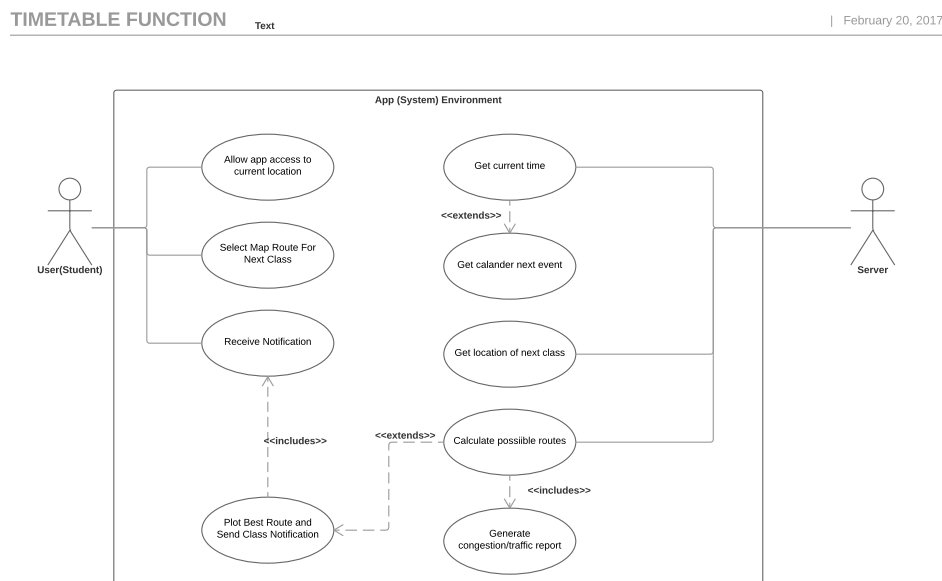 TIMETABLE FUNCTION
Text
| February 20, 2017
App (System) Environment
Allow app access to
current location
Get current time
<<extends>>
Select Map Route For
Next Class
Get calander next event
User(Student)
Server
Receive Notification
Get location of next class
<<includes>>
<<extends>>
Calculate possiible routes
<<includes>>
Plot Best Route and
Send Class Notification
Generate
congestion/traffic report